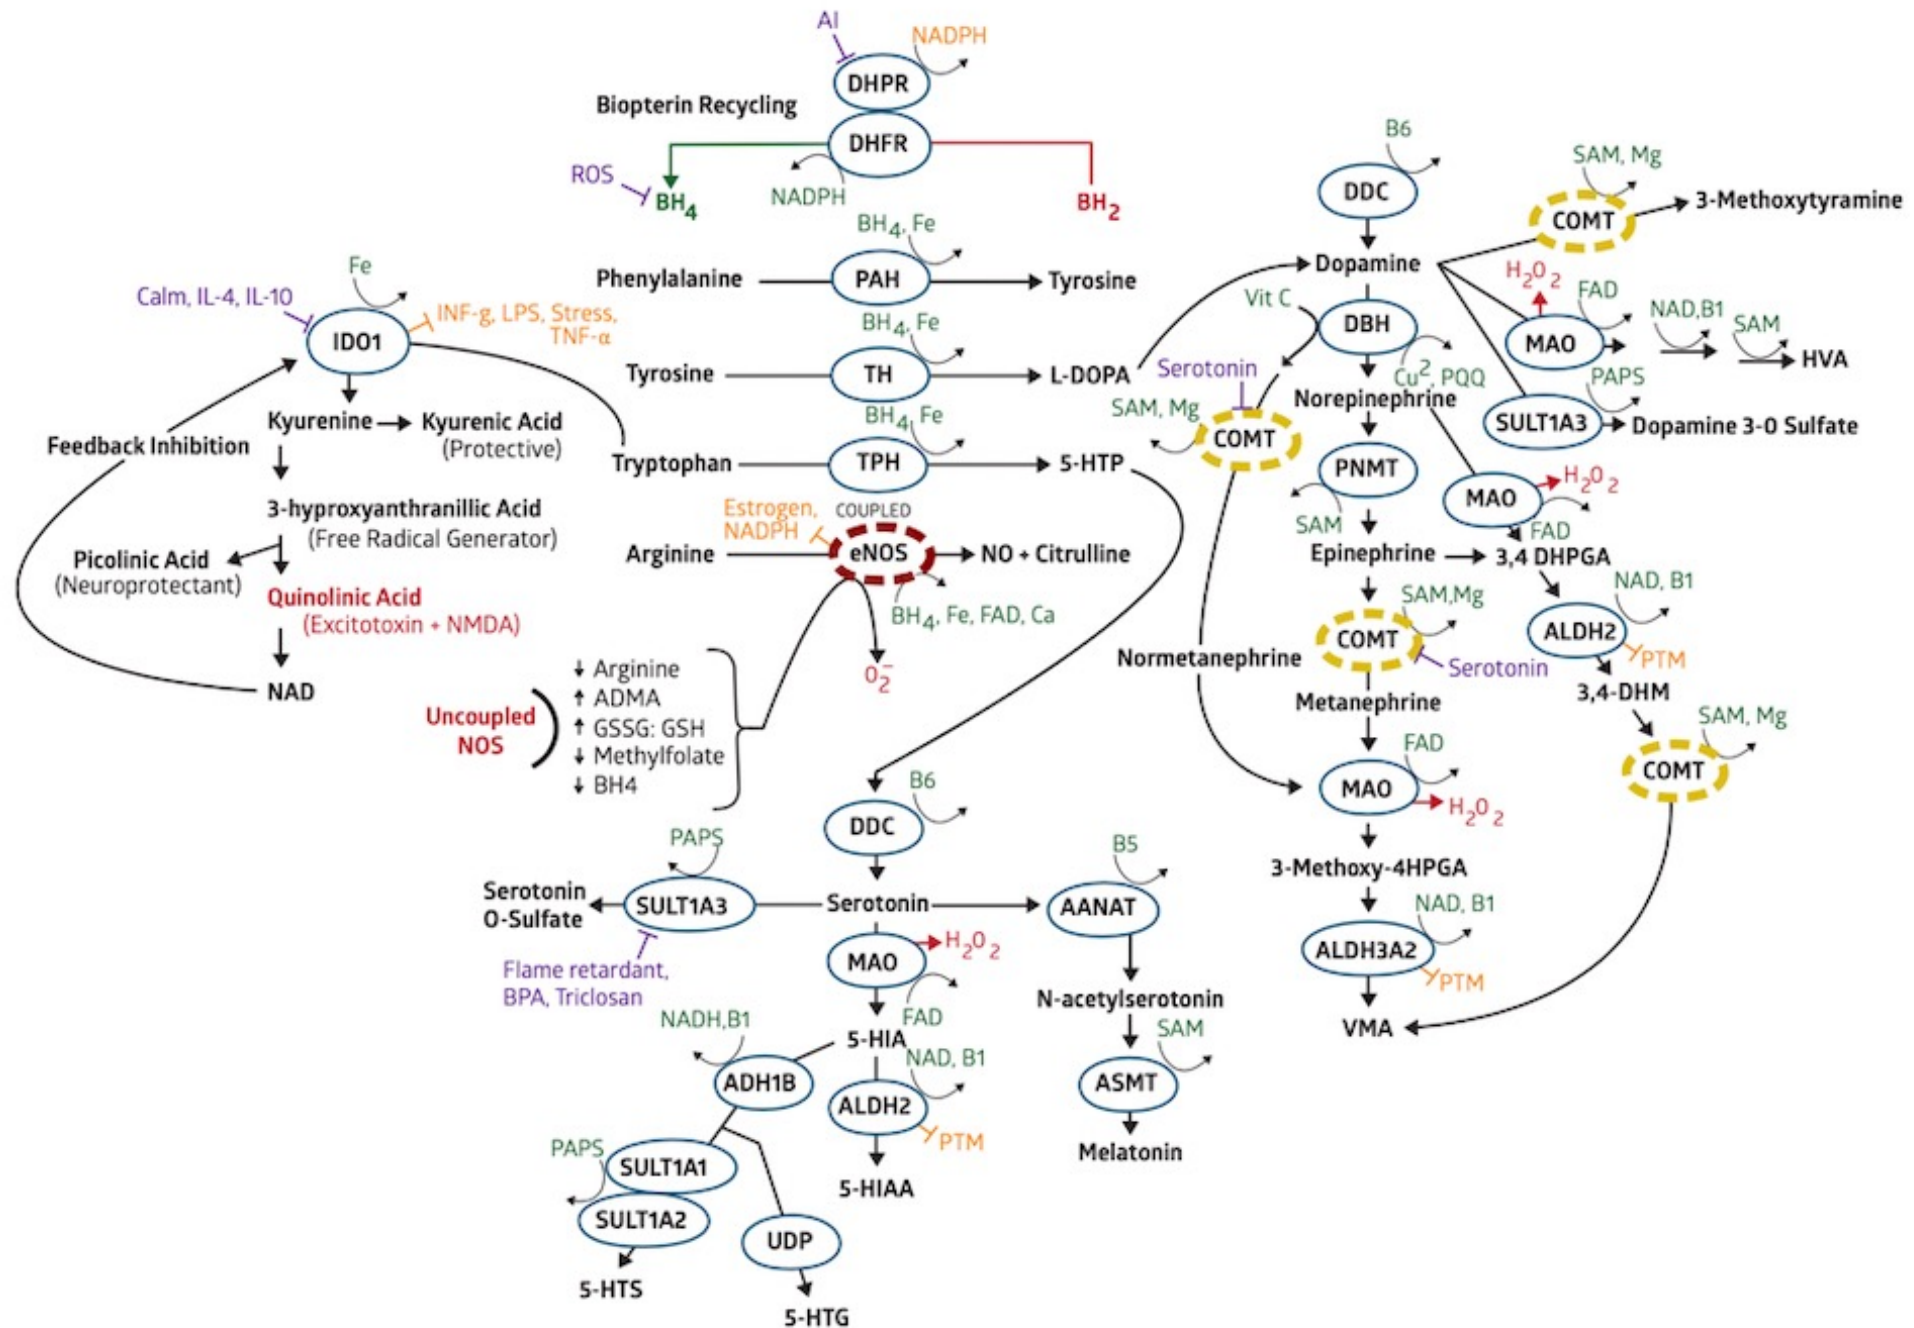 Al
NADPH
DHPR
Biopterin Recycling
DHFR
ROS
BH4
NADPH
BH2
BH4, Fe
Phenylalanine
PAH
Tyrosine
BH4, Fe
Tyrosine
TH
L-DOPA
BH4, Fe
Tryptophan
TPH
5-HTP
Estrogen,
NADPH
COUPLED
Arginine
eNOS
NO + Citrulline
BH4, Fe, FAD, Ca
O2-
Fe
Calm, IL-4, IL-10
INF-g, LPS, Stress,
TNF-α
IDO1
Kyurenine
Kyurenic Acid
(Protective)
Feedback Inhibition
3-hyproxyanthranillic Acid
(Free Radical Generator)
Picolinic Acid
(Neuroprotectant)
Quinolinic Acid
(Excitotoxin + NMDA)
NAD
Uncoupled
NOS
↓ Arginine
↑ ADMA
↑ GSSG: GSH
↓ Methylfolate
↓ BH4
B6
DDC
PAPS
Serotonin
O-Sulfate
SULT1A3
Serotonin
B5
AANAT
Flame retardant,
BPA, Triclosan
MAO
H2O2
FAD
N-acetylserotonin
NADH,B1
5-HIA
NAD, B1
SAM
ADH1B
ALDH2
ASMT
PTM
Melatonin
PAPS
SULT1A1
5-HIAA
SULT1A2
UDP
5-HTS
5-HTG
B6
DDC
SAM, Mg
COMT
3-Methoxytyramine
Dopamine
H2O2
FAD
Vit C
DBH
MAO
NAD,B1
SAM
HVA
Cu2, PQQ
PAPS
Serotonin
Norepinephrine
SAM, Mg
COMT
SULT1A3
Dopamine 3-O Sulfate
PNMT
MAO
H2O2
SAM
FAD
Epinephrine
3,4 DHPGA
SAM,Mg
NAD, B1
COMT
ALDH2
Normetanephrine
Serotonin
PTM
Metanephrine
3,4-DHM
SAM, Mg
FAD
COMT
MAO
H2O2
3-Methoxy-4HPGA
NAD, B1
ALDH3A2
PTM
VMA